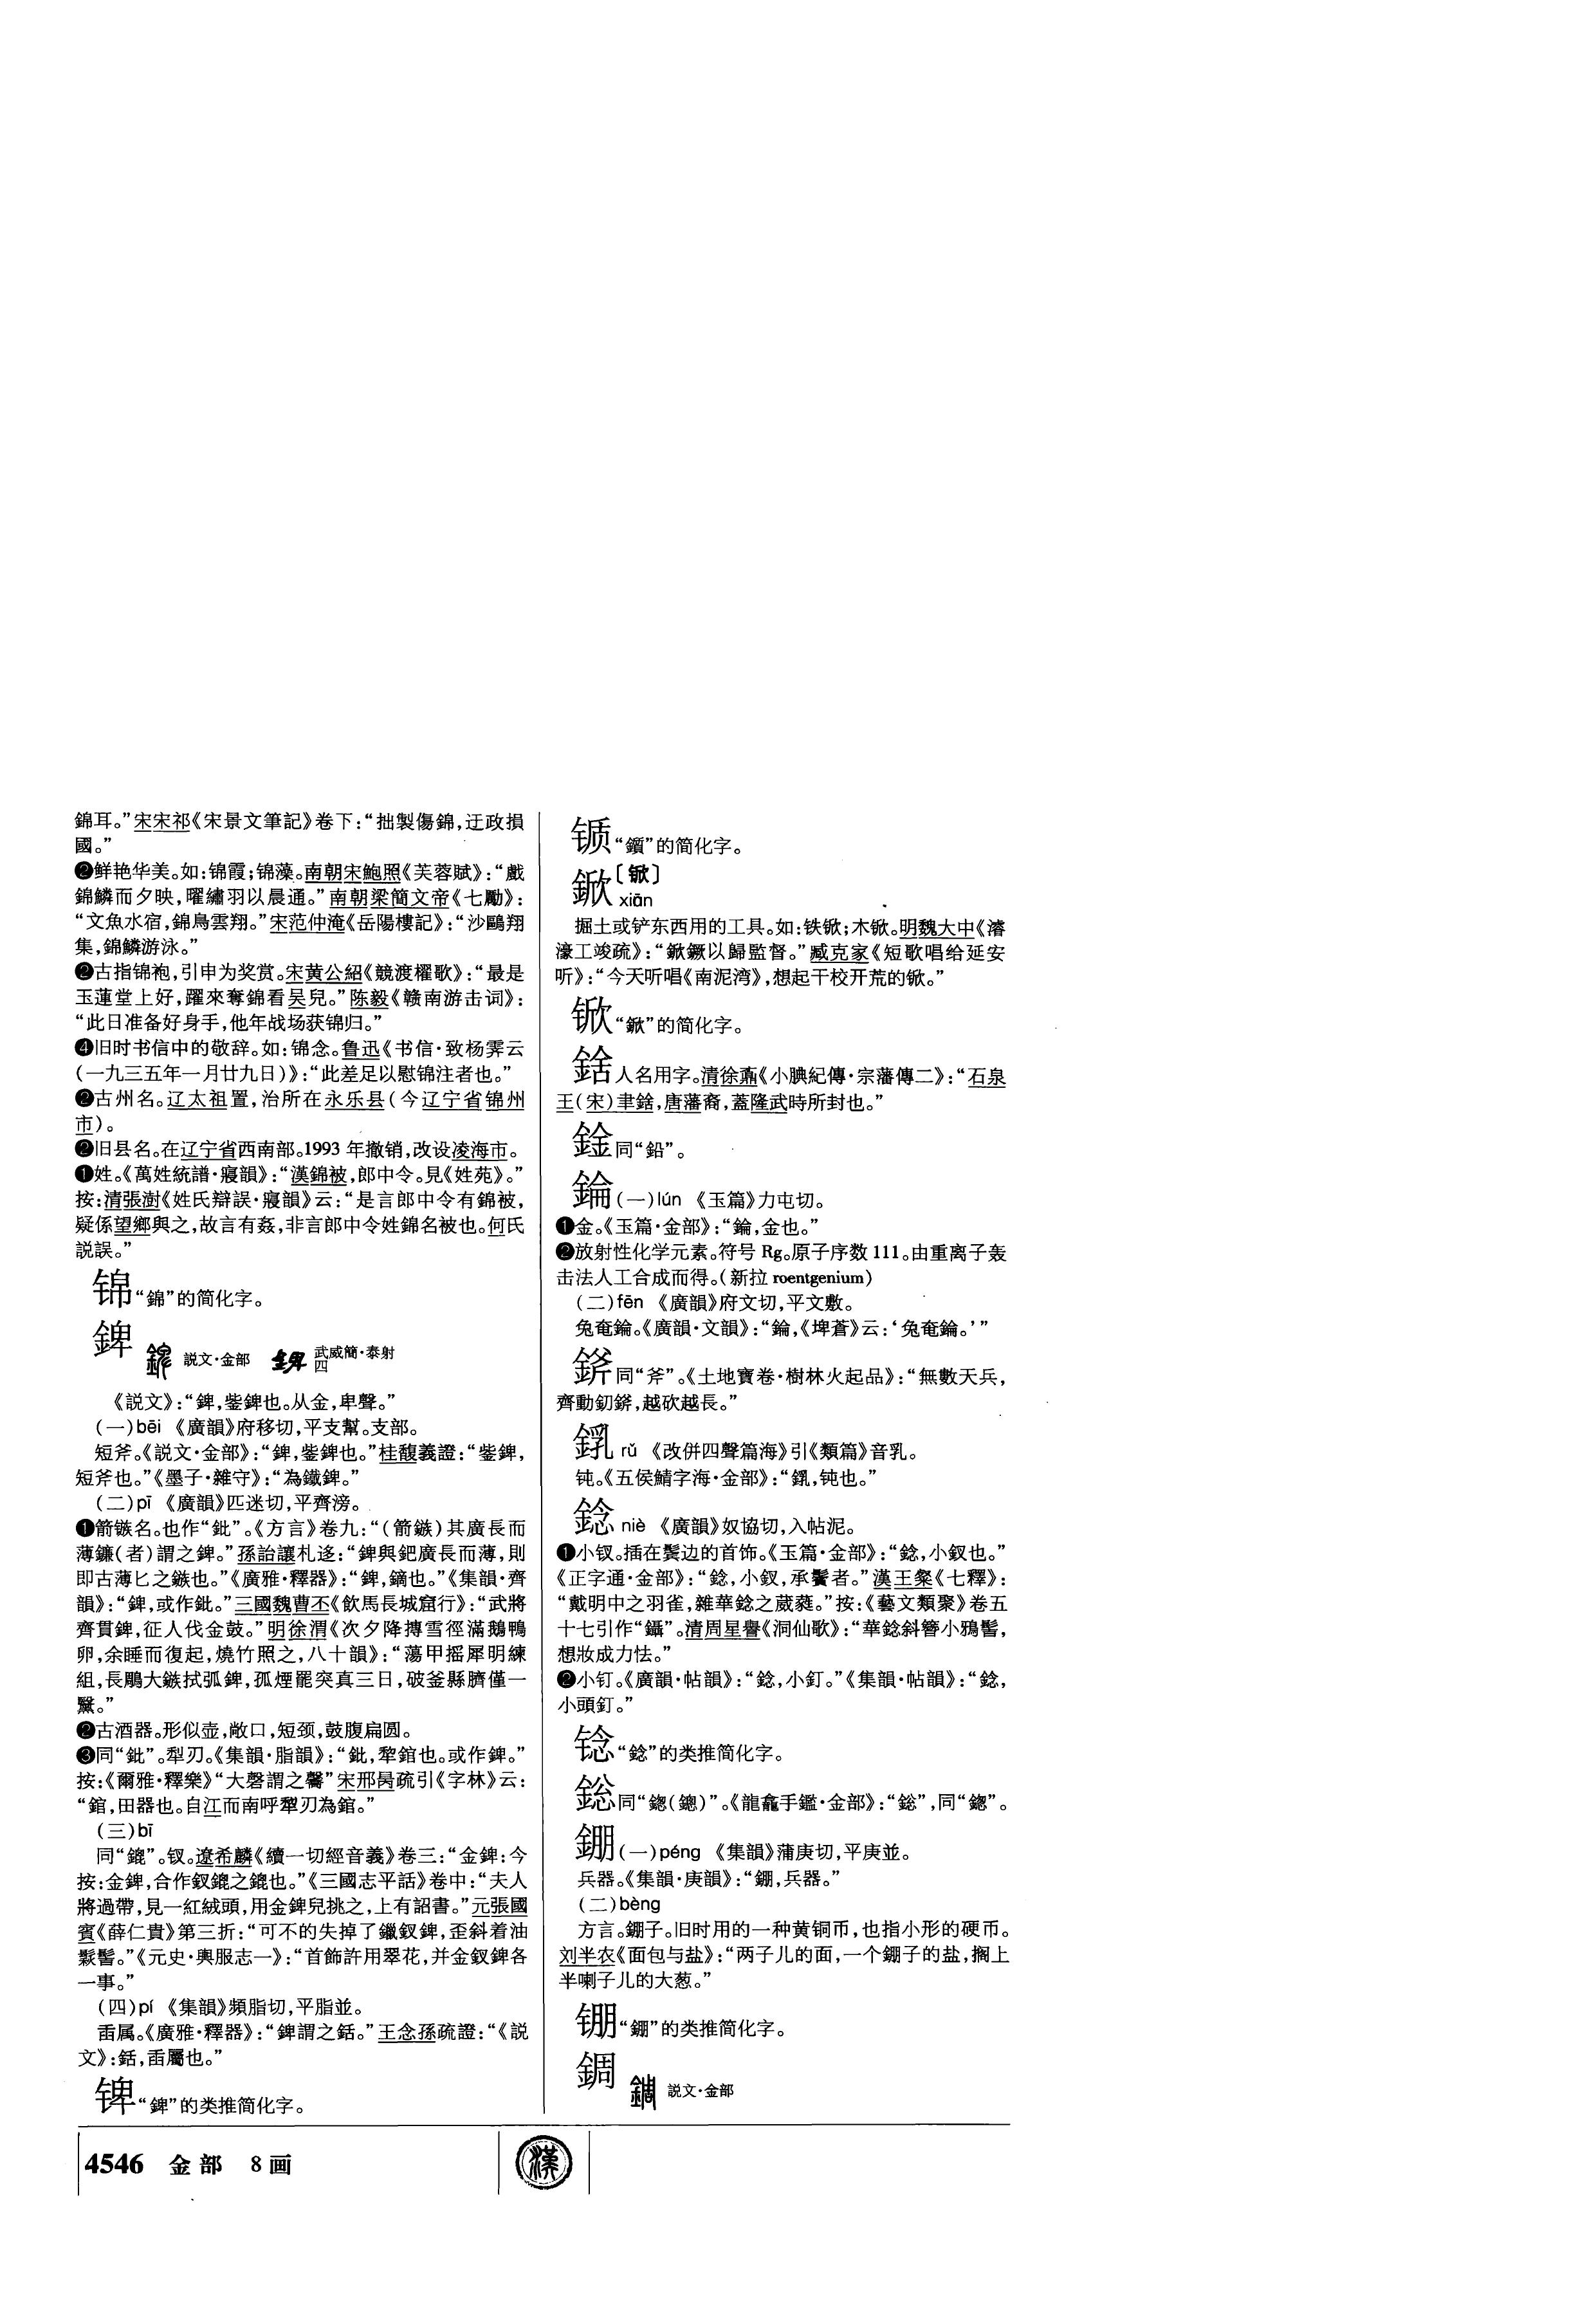 錦耳。”宋宋祁《宋景文筆記》卷下：“拙製傷錦，迂政損
國。”
❷鲜艳华美。如：锦霞；锦藻。南朝宋鮑照《芙蓉賦》：“戲
錦鱗而夕映，曜繡羽以晨通。”南朝梁簡文帝《七勵》：
“文魚水宿，錦鳥雲翔。”宋范仲淹《岳陽樓記》：“沙鷗翔
集，錦鱗游泳。”
❷古指锦袍，引申为奖赏。宋黄公紹《競渡櫂歌》：“最是
玉蓮堂上好，躍來奪錦看吴兒。”陈毅《赣南游击词》：
“此日准备好身手，他年战场获锦归。”
❹旧时书信中的敬辞。如：锦念。鲁迅《书信·致杨霁云
(一九三五年一月廿九日)》：“此差足以慰锦注者也。”
❷古州名。辽太祖置，治所在永乐县(今辽宁省锦州
市)。
❷旧县名。在辽宁省西南部。1993 年撤销，改设凌海市。
❶姓。《萬姓統譜·寢韻》：“漢錦被，郎中令。見《姓苑》。”
按：清張澍《姓氏辯誤·寢韻》云：“是言郎中令有錦被，
疑係望鄉與之，故言有姦，非言郎中令姓錦名被也。何氏
説誤。”
锦“錦”的简化字。
錍 説文·金部 武威簡·泰射
四
《説文》：“錍，鈭錍也。从金，卑聲。”
(一)bēi 《廣韻》府移切，平支幫。支部。
短斧。《説文·金部》：“錍，鈭錍也。”桂馥義證：“鈭錍，
短斧也。”《墨子·雜守》：“為鐵錍。”
(二)pī 《廣韻》匹迷切，平齊滂。
❶箭镞名。也作“鈚”。《方言》卷九：“(箭鏃)其廣長而
薄鐮(者)謂之錍。”孫詒讓札迻：“錍與鈀廣長而薄，則
即古薄匕之鏃也。”《廣雅·釋器》：“錍，鏑也。”《集韻·齊
韻》：“錍，或作鈚。”三國魏曹丕《飲馬長城窟行》：“武將
齊貫錍，征人伐金鼓。”明徐渭《次夕降摶雪徑滿鵝鴨
卵，余睡而復起，燒竹照之，八十韻》：“蕩甲摇犀明練
組，長鵰大鏃拭弧錍，孤煙罷突真三日，破釜縣臍僅一
黳。”
❷古酒器。形似壶，敞口，短颈，鼓腹扁圆。
❸同“鈚”。犁刃。《集韻·脂韻》：“鈚，犂錧也。或作錍。”
按：《爾雅·釋樂》“大磬謂之毊”宋邢昺疏引《字林》云：
“錧，田器也。自江而南呼犂刃為錧。”
(三)bī
同“鎞”。钗。遼希麟《續一切經音義》卷三：“金錍：今
按：金錍，合作釵鎞之鎞也。”《三國志平話》卷中：“夫人
將過帶，見一紅絨頭，用金錍兒挑之，上有詔書。”元張國
賓《薛仁貴》第三折：“可不的失掉了鑞釵錍，歪斜着油
鬏髻。”《元史·輿服志一》：“首飾許用翠花，并金釵錍各
一事。”
(四)pí 《集韻》頻脂切，平脂並。
臿属。《廣雅·釋器》：“錍謂之銛。”王念孫疏證：“《説
文》：銛，臿屬也。”
𬭐“錍”的类推简化字。
锧“鑕”的简化字。
鍁〔锨〕
xiān
掘土或铲东西用的工具。如：铁锨；木锨。明魏大中《濬
濠工竣疏》：“鍁鐝以歸監督。”臧克家《短歌唱给延安
听》：“今天听唱《南泥湾》，想起干校开荒的锨。”
锨“鍁”的简化字。
䤹人名用字。清徐鼒《小腆紀傳·宗藩傳二》：“石泉
王(宋)聿䤹，唐藩裔，蓋隆武時所封也。”
同“鉛”。
錀(一)lún 《玉篇》力屯切。
❶金。《玉篇·金部》：“錀，金也。”
❷放射性化学元素。符号 Rg。原子序数 111。由重离子轰
击法人工合成而得。(新拉 roentgenium)
(二)fēn 《廣韻》府文切，平文敷。
兔奄錀。《廣韻·文韻》：“錀，《埤蒼》云：‘兔奄錀。’”
同“斧”。《土地寶卷·樹林火起品》：“無數天兵，
齊動釰，越砍越長。”
rǔ 《改併四聲篇海》引《類篇》音乳。
钝。《五侯鯖字海·金部》：“，钝也。”
錜 niè 《廣韻》奴協切，入帖泥。
❶小钗。插在鬓边的首饰。《玉篇·金部》：“錜，小釵也。”
《正字通·金部》：“錜，小釵，承鬢者。”漢王粲《七釋》：
“戴明中之羽雀，雜華錜之葳蕤。”按：《藝文類聚》卷五
十七引作“鑷”。清周星譽《洞仙歌》：“華錜斜簪小鴉髻，
想妝成力怯。”
❷小钉。《廣韻·帖韻》：“錜，小釘。”《集韻·帖韻》：“錜，
小頭釘。”
“錜”的类推简化字。
同“鍯(鏓)”。《龍龕手鑑·金部》：“”，同“鍯”。
錋(一)péng 《集韻》蒲庚切，平庚並。
兵器。《集韻·庚韻》：“錋，兵器。”
(二)bèng
方言。錋子。旧时用的一种黄铜币，也指小形的硬币。
刘半农《面包与盐》：“两子儿的面，一个錋子的盐，搁上
半喇子儿的大葱。”
“錋”的类推简化字。
錭 説文·金部
4546 金部 8画
漢